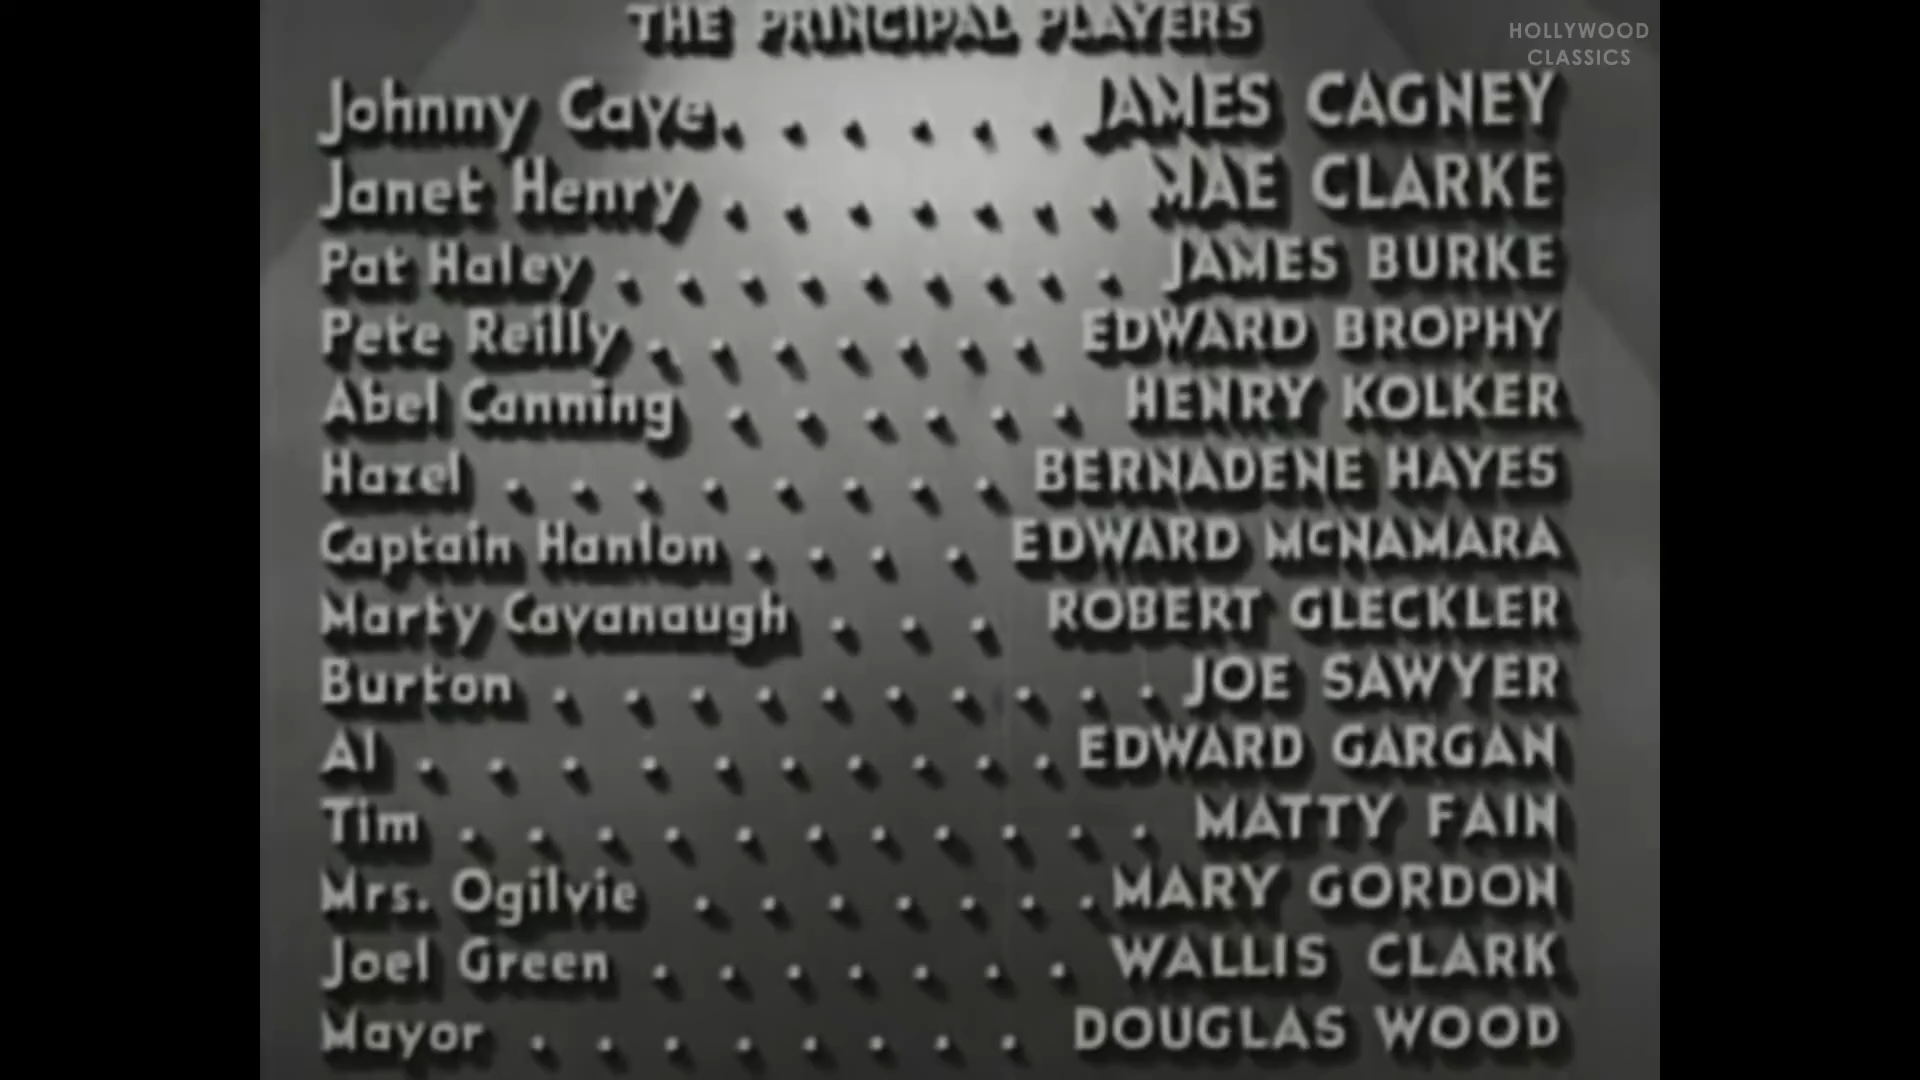 THE PRINCIPAL PLAYERS
HOLLYWOOD
CLASSICS
Johnny Cave. . . . . . JAMES CAGNEY
Janet Henry . . . . . . . MAE CLARKE
Pat Haley . . . . . . . . . JAMES BURKE
Pete Reilly . . . . . . . EDWARD BROPHY
Abel Canning . . . . . . HENRY KOLKER
Hazel . . . . . . . . BERNADENE HAYES
Captain Hanlon . . . . EDWARD McNAMARA
Marty Cavanaugh . . . ROBERT GLECKLER
Burton . . . . . . . . . . JOE SAWYER
Al . . . . . . . . . . EDWARD GARGAN
Tim . . . . . . . . . . . MATTY FAIN
Mrs. Ogilvie . . . . . . . MARY GORDON
Joel Green . . . . . . . WALLIS CLARK
Mayor . . . . . . . . DOUGLAS WOOD